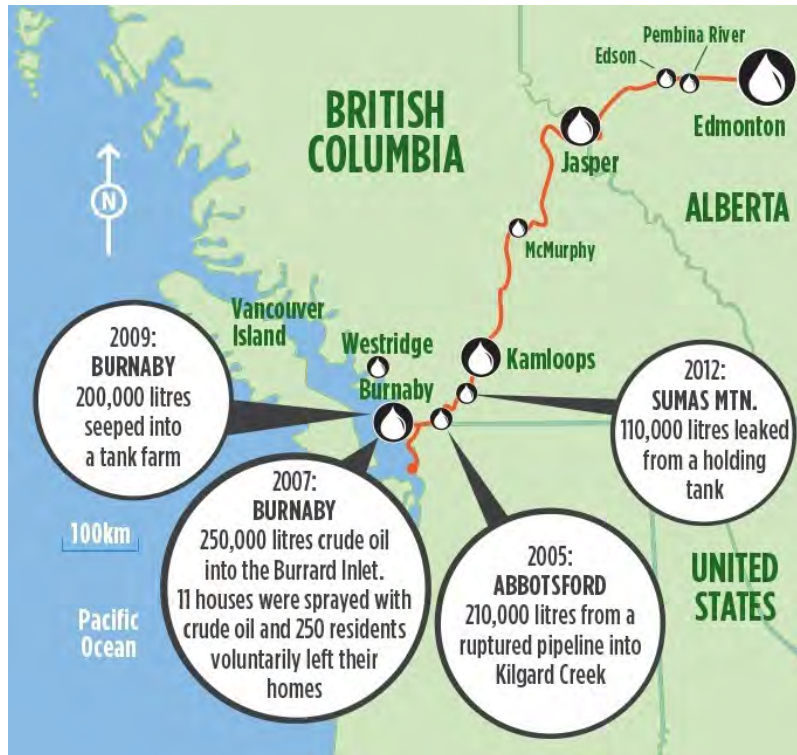 Pembina River
Edson
Edmonton
BRITISH
COLUMBIA
Jasper
ALBERTA
N
McMurphy
Vancouver
Island
Westridge
Burnaby
Kamloops
2009:
BURNABY
200,000 litres
seeped into
a tank farm
2012:
SUMAS MTN.
110,000 litres leaked
from a holding
tank
2007:
BURNABY
250,000 litres crude oil
into the Burrard Inlet.
11 houses were sprayed with
crude oil and 250 residents
voluntarily left their
homes
2005:
ABBOTSFORD
210,000 litres from a
ruptured pipeline into
Kilgard Creek
100km
Pacific
Ocean
UNITED
STATES